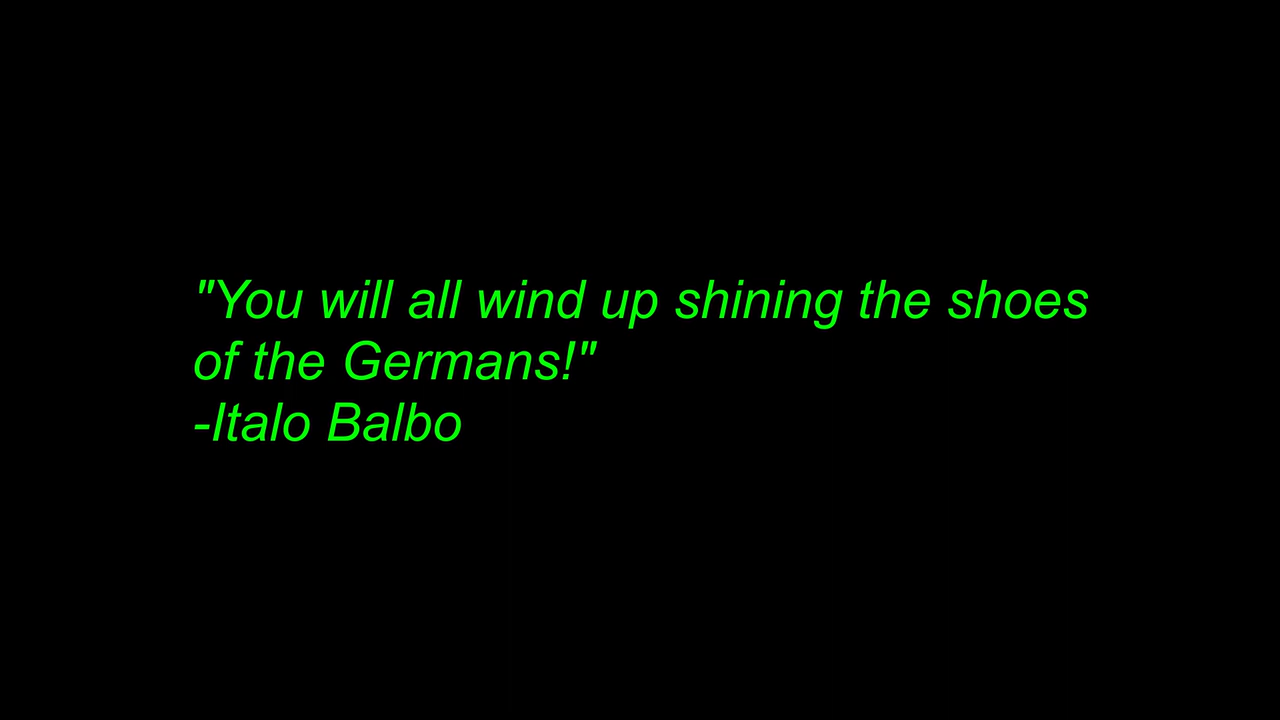 "You will all wind up shining the shoes
of the Germans!"
-Italo Balbo